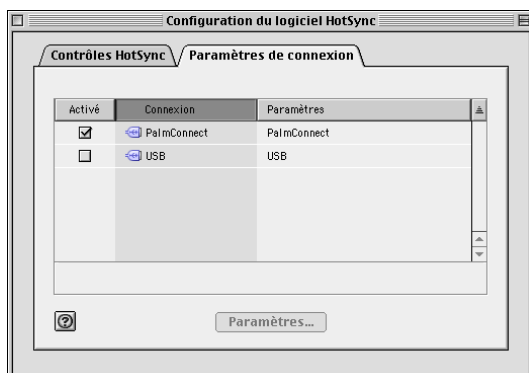 Configuration du logiciel HotSync
Contrôles HotSync Paramètres de connexion
Activé Connexion Paramètres
PalmConnect PalmConnect
USB USB
? Paramètres...